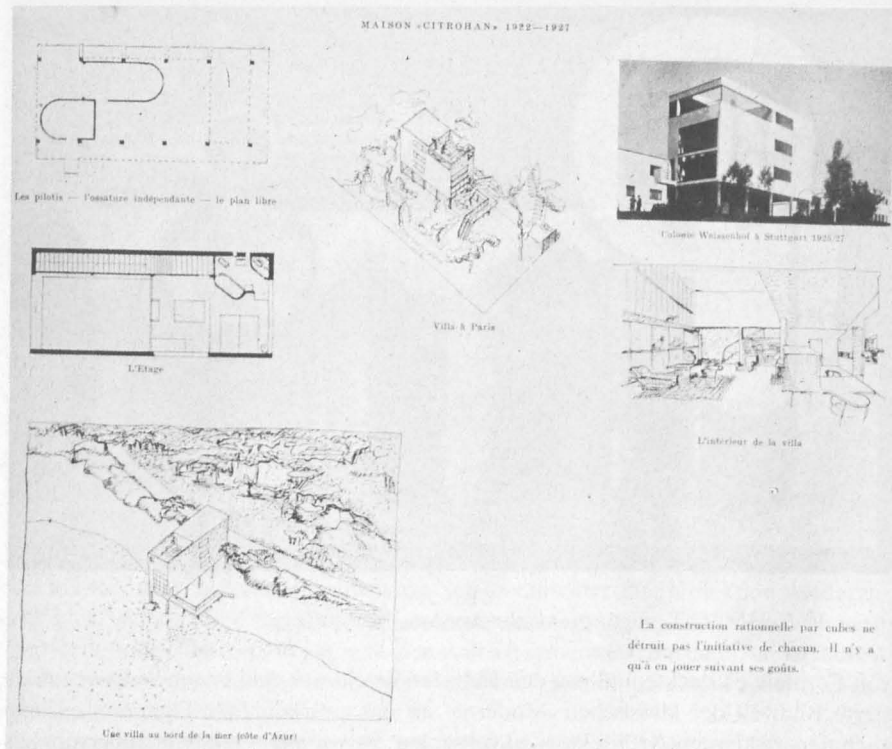 MAISON «CITROHAN» 1922—1927
Les pilotis — l'ossature indépendante — le plan libre
L'Etage
Villa à Paris
Colonie Weissenhof à Stuttgart 1925/27
L'intérieur de la villa
Une villa au bord de la mer (côte d'Azur)
La construction rationnelle par cubes ne
détruit pas l'initiative de chacun. Il n'y a
qu'à en jouer suivant ses goûts.